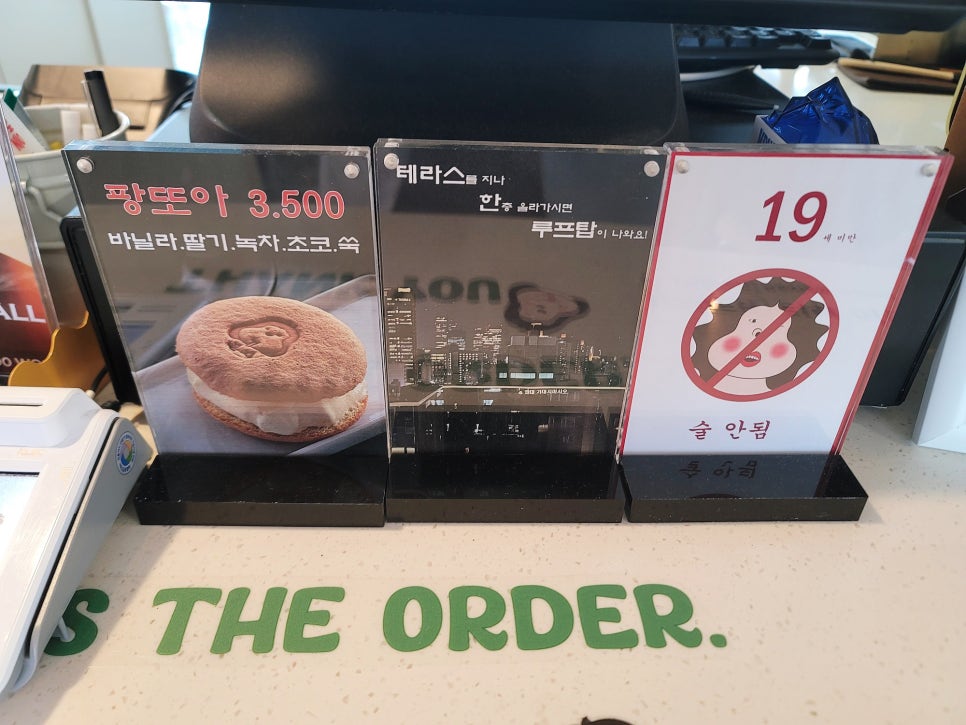 팡또아 3.500
바닐라.딸기.녹차.초코.쑥
테라스를 지나
한층 올라가시면
루프탑이 나와요!
19세 미만
술 안됨
ALL
S THE ORDER.